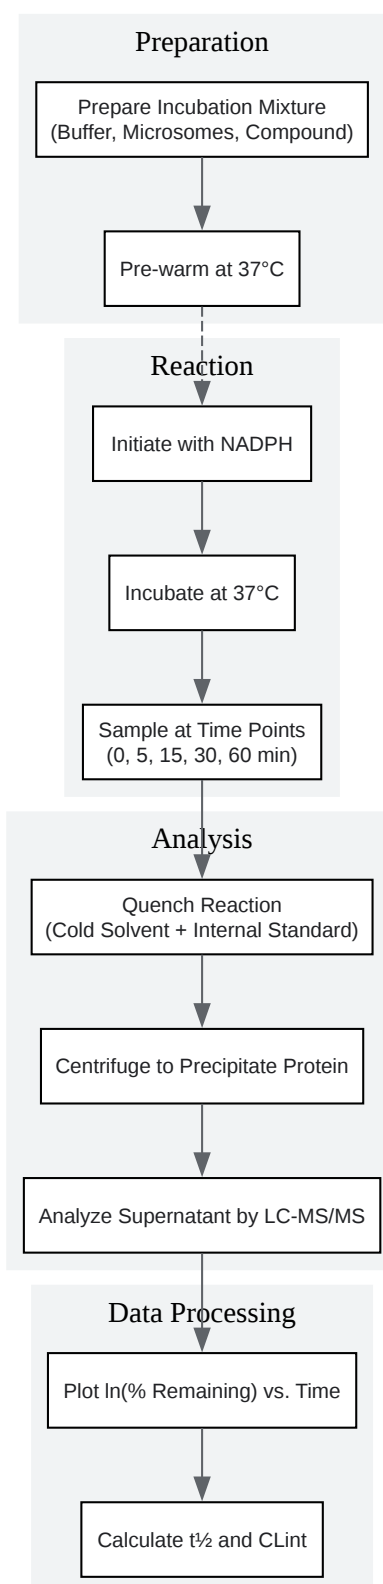 Preparation
Prepare Incubation Mixture
(Buffer, Microsomes, Compound)
Pre-warm at 37°C
Reaction
Initiate with NADPH
Incubate at 37°C
Sample at Time Points
(0, 5, 15, 30, 60 min)
Analysis
Quench Reaction
(Cold Solvent + Internal Standard)
Centrifuge to Precipitate Protein
Analyze Supernatant by LC-MS/MS
Data Processing
Plot ln(% Remaining) vs. Time
Calculate t½ and CLint